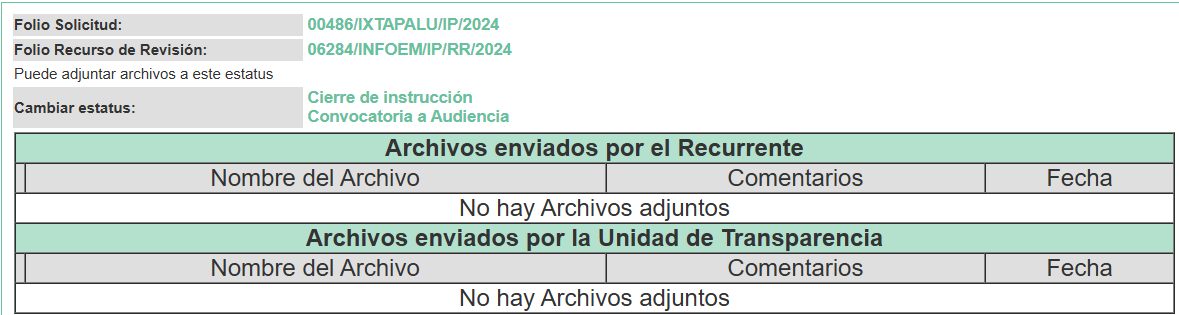 Folio Solicitud: 00486/IXTAPALU/IP/2024
Folio Recurso de Revisión: 06284/INFOEM/IP/RR/2024
Puede adjuntar archivos a este estatus
Cambiar estatus: Cierre de instrucción
Convocatoria a Audiencia
Archivos enviados por el Recurrente
Nombre del Archivo Comentarios Fecha
No hay Archivos adjuntos
Archivos enviados por la Unidad de Transparencia
Nombre del Archivo Comentarios Fecha
No hay Archivos adjuntos